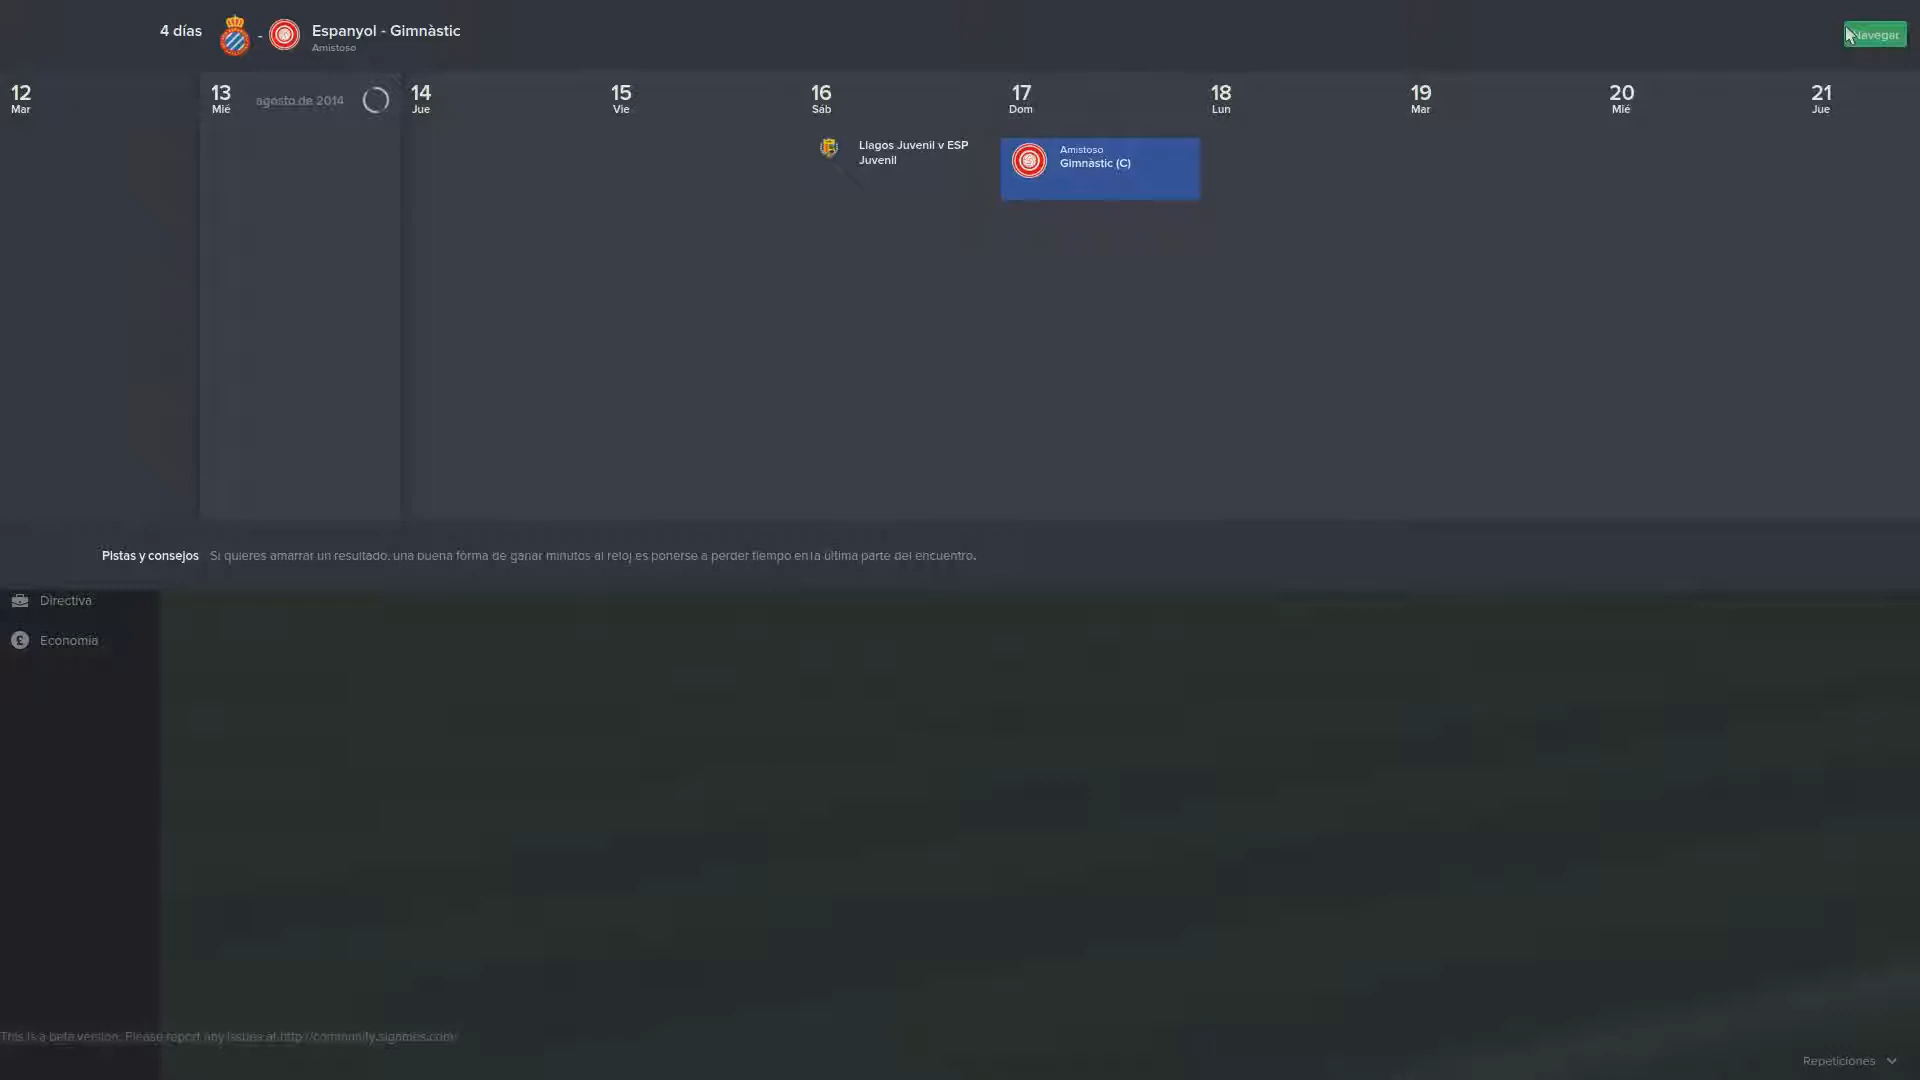 4 días
Espanyol - Gimnàstic
Amistoso
Navegar
12
Mar
13
Mié
agosto de 2014
14
Jue
15
Vie
16
Sáb
17
Dom
18
Lun
19
Mar
20
Mié
21
Jue
Llagos Juvenil v ESP
Juvenil
Amistoso
Gimnàstic (C)
Pistas y consejos Si quieres amarrar un resultado, una buena forma de ganar minutos al reloj es ponerse a perder tiempo en la última parte del encuentro.
Directiva
Economía
This is a beta version. Please report any issues at http://community.sigames.com/
Repeticiones